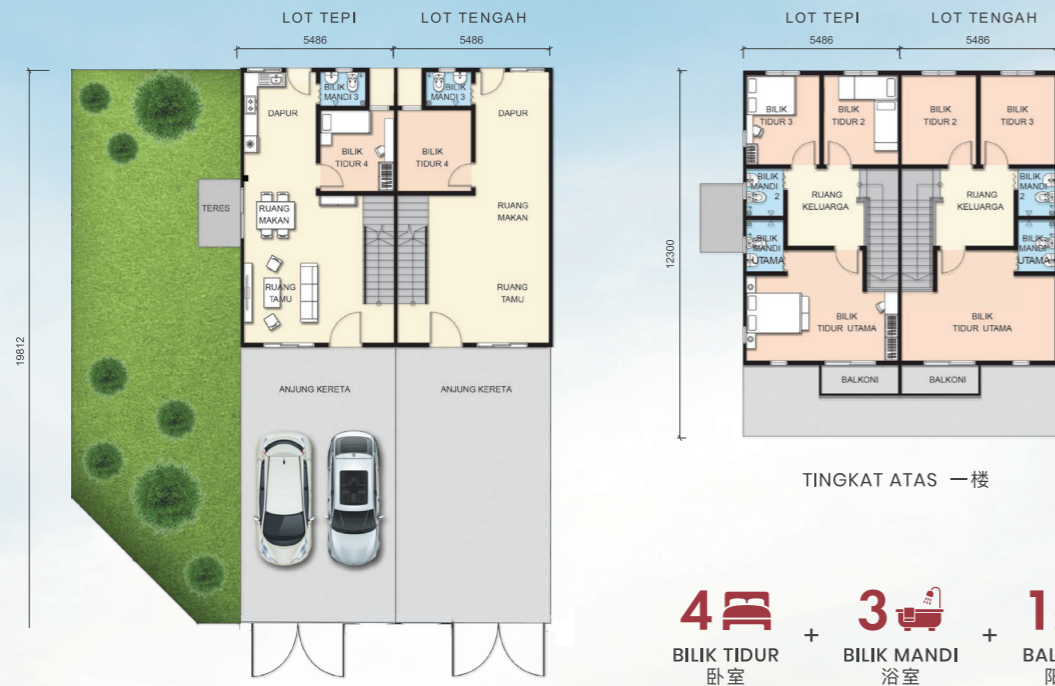 LOT TEPI
LOT TENGAH
5486
5486
19812
BILIK
MANDI 3
BILIK
MANDI 3
DAPUR
DAPUR
BILIK
TIDUR 4
BILIK
TIDUR 4
TERES
RUANG
MAKAN
RUANG
MAKAN
RUANG
TAMU
RUANG
TAMU
ANJUNG KERETA
ANJUNG KERETA
LOT TEPI
LOT TENGAH
5486
5486
12300
BILIK
TIDUR 3
BILIK
TIDUR 2
BILIK
TIDUR 2
BILIK
TIDUR 3
BILIK
MANDI
2
RUANG
KELUARGA
RUANG
KELUARGA
BILIK
MANDI
2
BILIK
MANDI
UTAMA
BILIK
MANDI
UTAMA
BILIK
TIDUR UTAMA
BILIK
TIDUR UTAMA
BALKONI
BALKONI
TINGKAT ATAS 一楼
4
BILIK TIDUR
卧室
+
3
BILIK MANDI
浴室
+
1